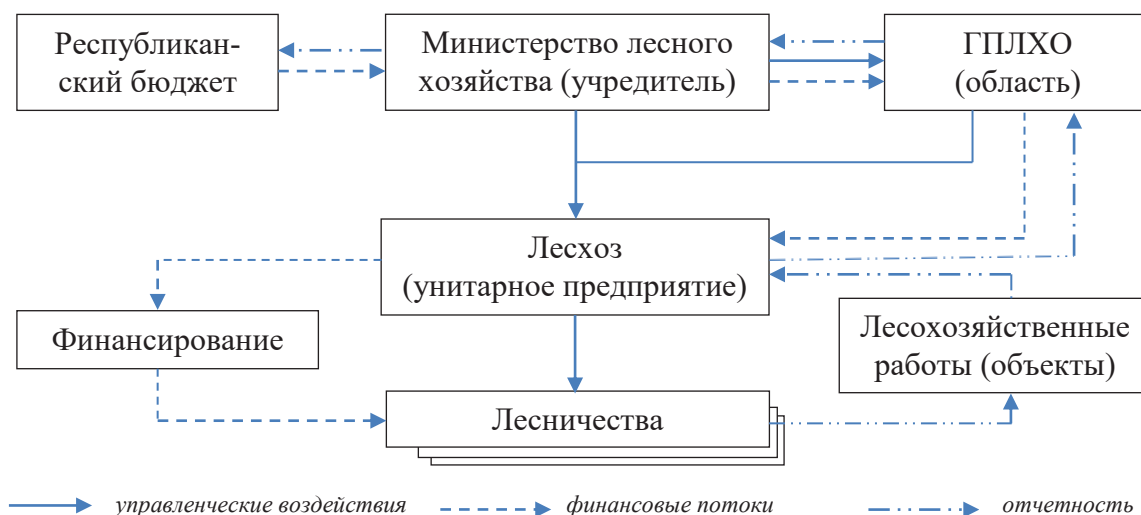 Республикан-
ский бюджет
Министерство лесного
хозяйства (учредитель)
ГПЛХО
(область)
Лесхоз
(унитарное предприятие)
Финансирование
Лесохозяйственные
работы (объекты)
Лесничества
управленческие воздействия
финансовые потоки
отчетность